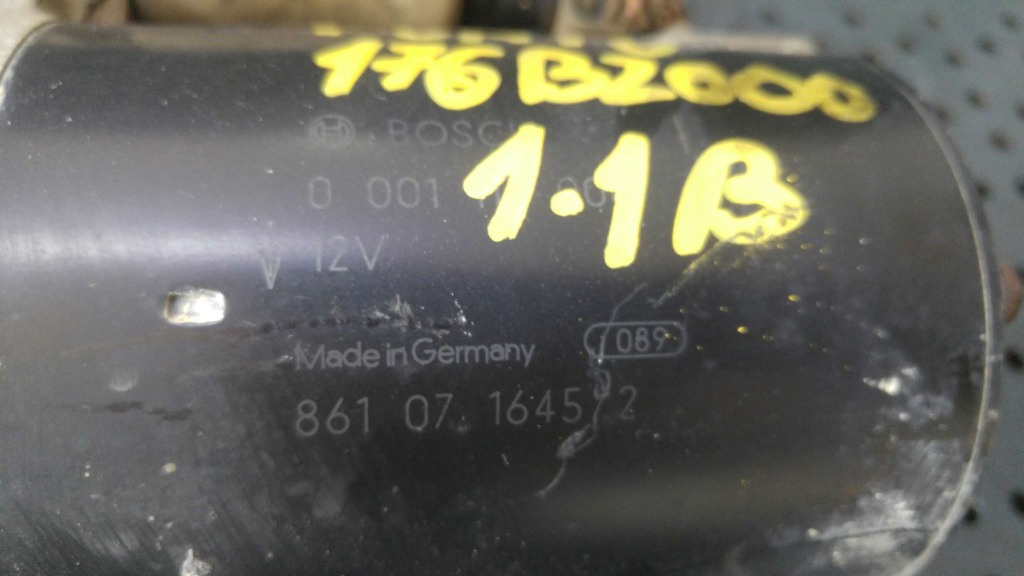 176B2000
BOSCH
1.1B
0 001
12V
Made in Germany
089
861 07 1645/2